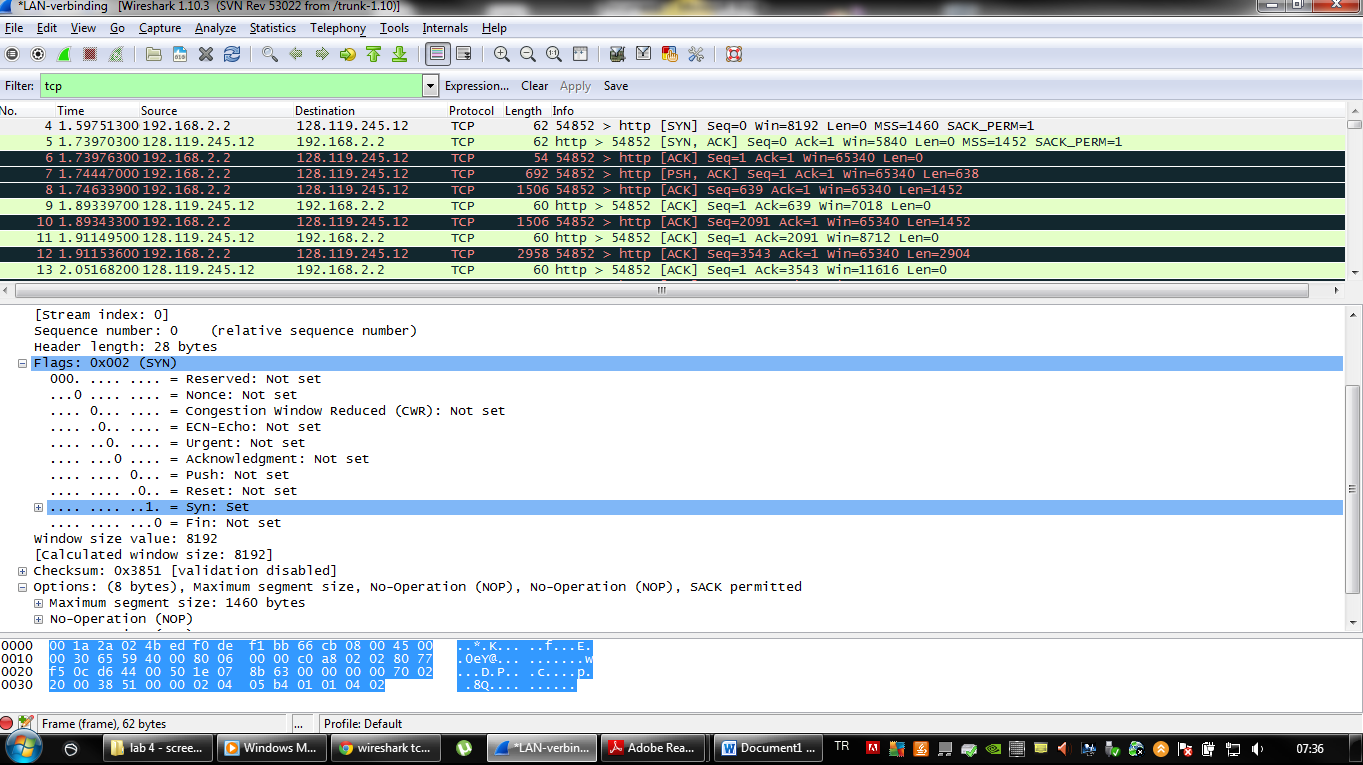 *LAN-verbinding [Wireshark 1.10.3 (SVN Rev 53022 from /trunk-1.10)]
File Edit View Go Capture Analyze Statistics Telephony Tools Internals Help
Filter: tcp Expression... Clear Apply Save
No. Time Source Destination Protocol Length Info
4 1.59751300 192.168.2.2 128.119.245.12 TCP 62 54852 > http [SYN] Seq=0 Win=8192 Len=0 MSS=1460 SACK_PERM=1
5 1.73970300 128.119.245.12 192.168.2.2 TCP 62 http > 54852 [SYN, ACK] Seq=0 Ack=1 Win=5840 Len=0 MSS=1452 SACK_PERM=1
6 1.73976300 192.168.2.2 128.119.245.12 TCP 54 54852 > http [ACK] Seq=1 Ack=1 Win=65340 Len=0
7 1.74447000 192.168.2.2 128.119.245.12 TCP 692 54852 > http [PSH, ACK] Seq=1 Ack=1 Win=65340 Len=638
8 1.74633900 192.168.2.2 128.119.245.12 TCP 1506 54852 > http [ACK] Seq=639 Ack=1 Win=65340 Len=1452
9 1.89339700 128.119.245.12 192.168.2.2 TCP 60 http > 54852 [ACK] Seq=1 Ack=639 Win=7018 Len=0
10 1.89343300 192.168.2.2 128.119.245.12 TCP 1506 54852 > http [ACK] Seq=2091 Ack=1 Win=65340 Len=1452
11 1.91149500 128.119.245.12 192.168.2.2 TCP 60 http > 54852 [ACK] Seq=1 Ack=2091 Win=8712 Len=0
12 1.91153600 192.168.2.2 128.119.245.12 TCP 2958 54852 > http [ACK] Seq=3543 Ack=1 Win=65340 Len=2904
13 2.05168200 128.119.245.12 192.168.2.2 TCP 60 http > 54852 [ACK] Seq=1 Ack=3543 Win=11616 Len=0
[Stream index: 0]
Sequence number: 0 (relative sequence number)
Header length: 28 bytes
Flags: 0x002 (SYN)
000. .... .... = Reserved: Not set
...0 .... .... = Nonce: Not set
.... 0... .... = Congestion Window Reduced (CWR): Not set
.... .0.. .... = ECN-Echo: Not set
.... ..0. .... = Urgent: Not set
.... ...0 .... = Acknowledgment: Not set
.... .... 0... = Push: Not set
.... .... .0.. = Reset: Not set
.... .... ..1. = Syn: Set
.... .... ...0 = Fin: Not set
Window size value: 8192
[Calculated window size: 8192]
Checksum: 0x3851 [validation disabled]
Options: (8 bytes), Maximum segment size, No-Operation (NOP), No-Operation (NOP), SACK permitted
Maximum segment size: 1460 bytes
No-Operation (NOP)
0000 00 1a 2a 02 4b ed f0 de f1 bb 66 cb 08 00 45 00 ..*.K... ..f...E.
0010 00 30 65 59 40 00 80 06 00 00 c0 a8 02 02 80 77 .0eY@... .......w
0020 f5 0c d6 44 00 50 1e 07 8b 63 00 00 00 00 70 02 ...D.P.. .c....p.
0030 20 00 38 51 00 00 02 04 05 b4 01 01 04 02 .8Q.... ......
Frame (frame), 62 bytes ... Profile: Default
lab 4 - scree... Windows M... wireshark tc... *LAN-verbin... Adobe Rea... Document1 ... TR 07:36